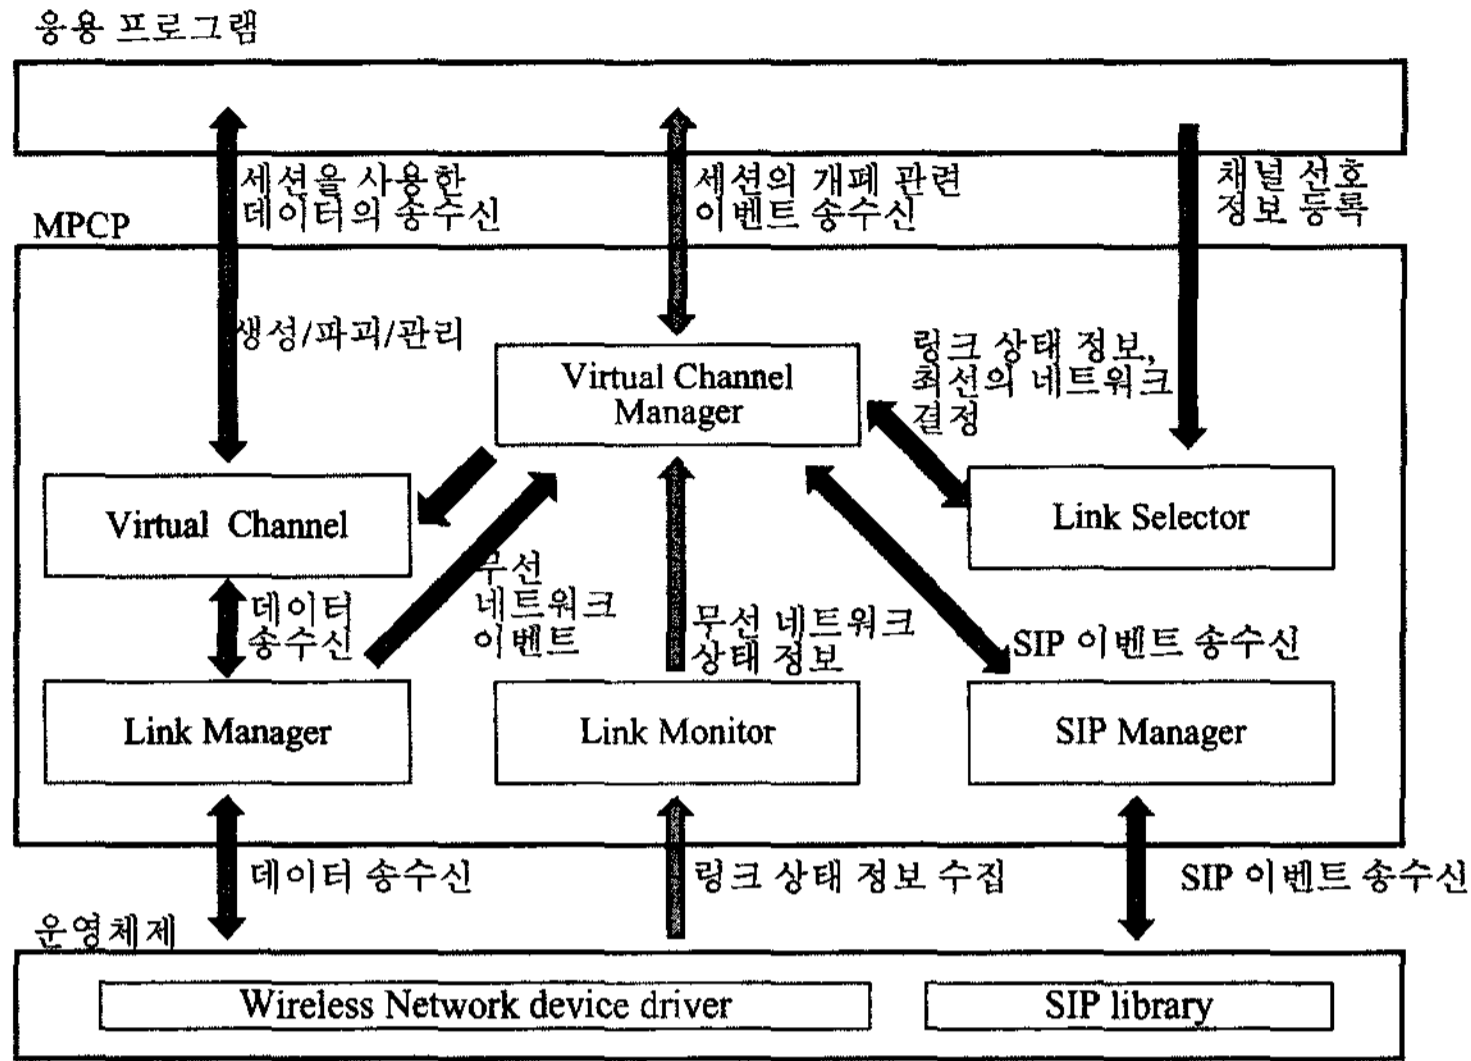 응용 프로그램
세션을 사용한
데이터의 송수신
세션의 개폐 관련
이벤트 송수신
채널 선호
정보 등록
MPCP
생성/파괴/관리
Virtual Channel
Manager
링크 상태 정보,
최선의 네트워크
결정
Virtual Channel
Link Selector
데이터
송수신
무선
네트워크
이벤트
무선 네트워크
상태 정보
SIP 이벤트 송수신
Link Manager
Link Monitor
SIP Manager
데이터 송수신
링크 상태 정보 수집
SIP 이벤트 송수신
운영체제
Wireless Network device driver
SIP library